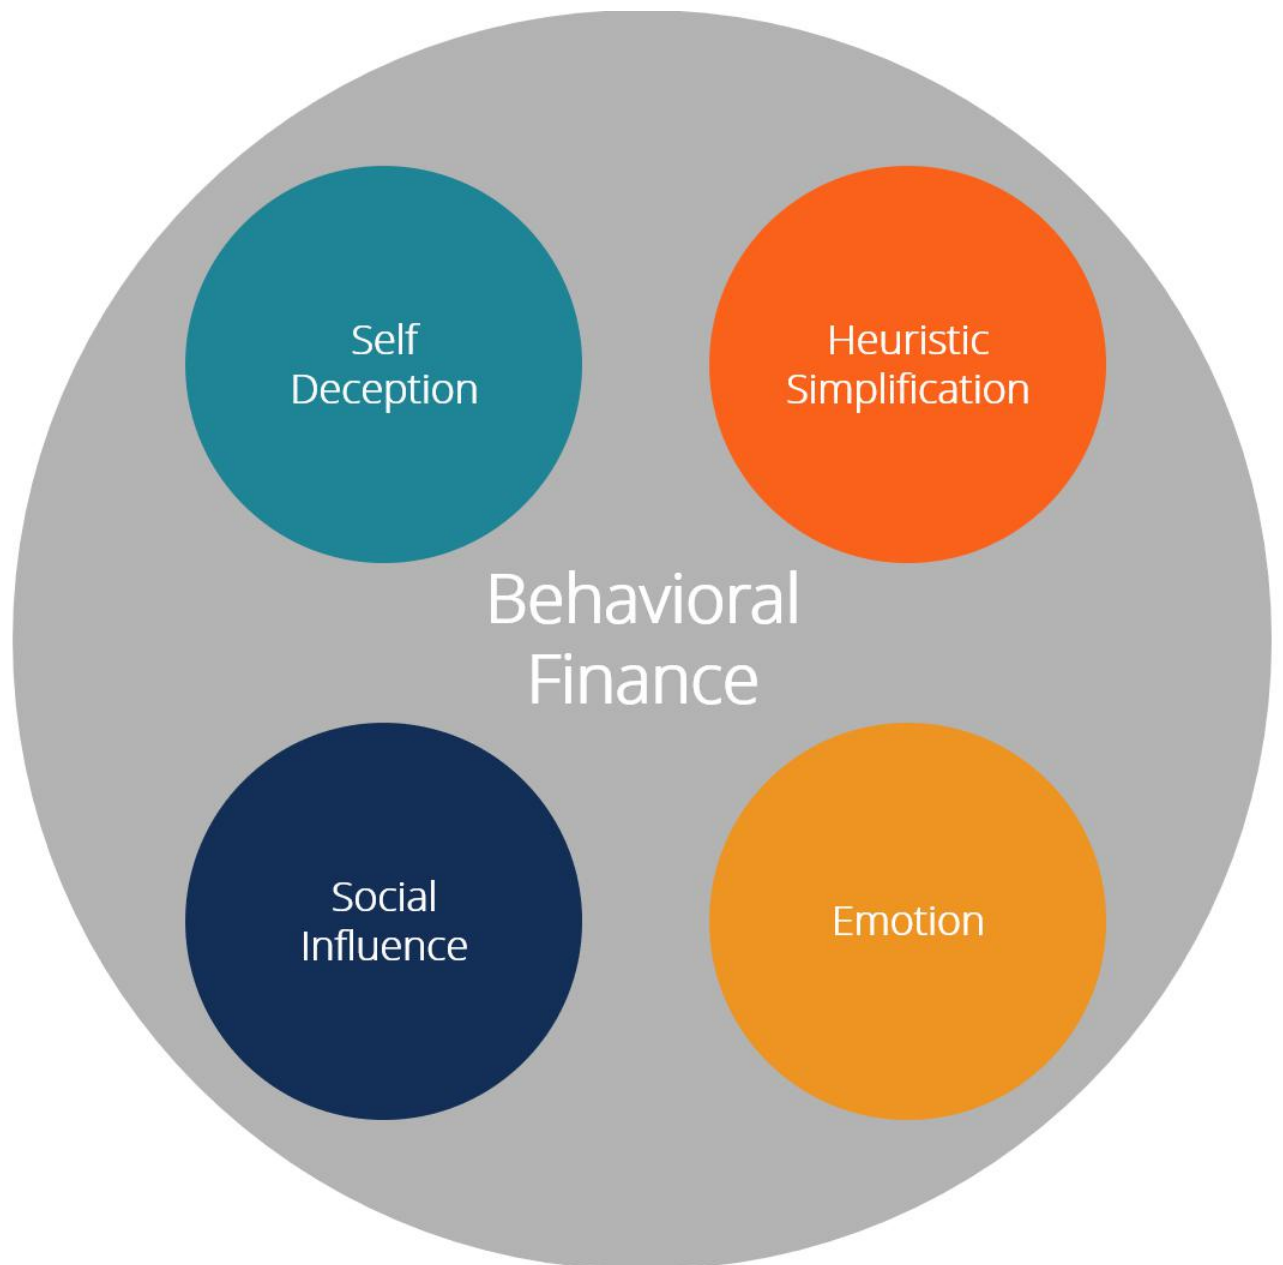 Self
Deception
Heuristic
Simplification
Behavioral
Finance
Social
Influence
Emotion